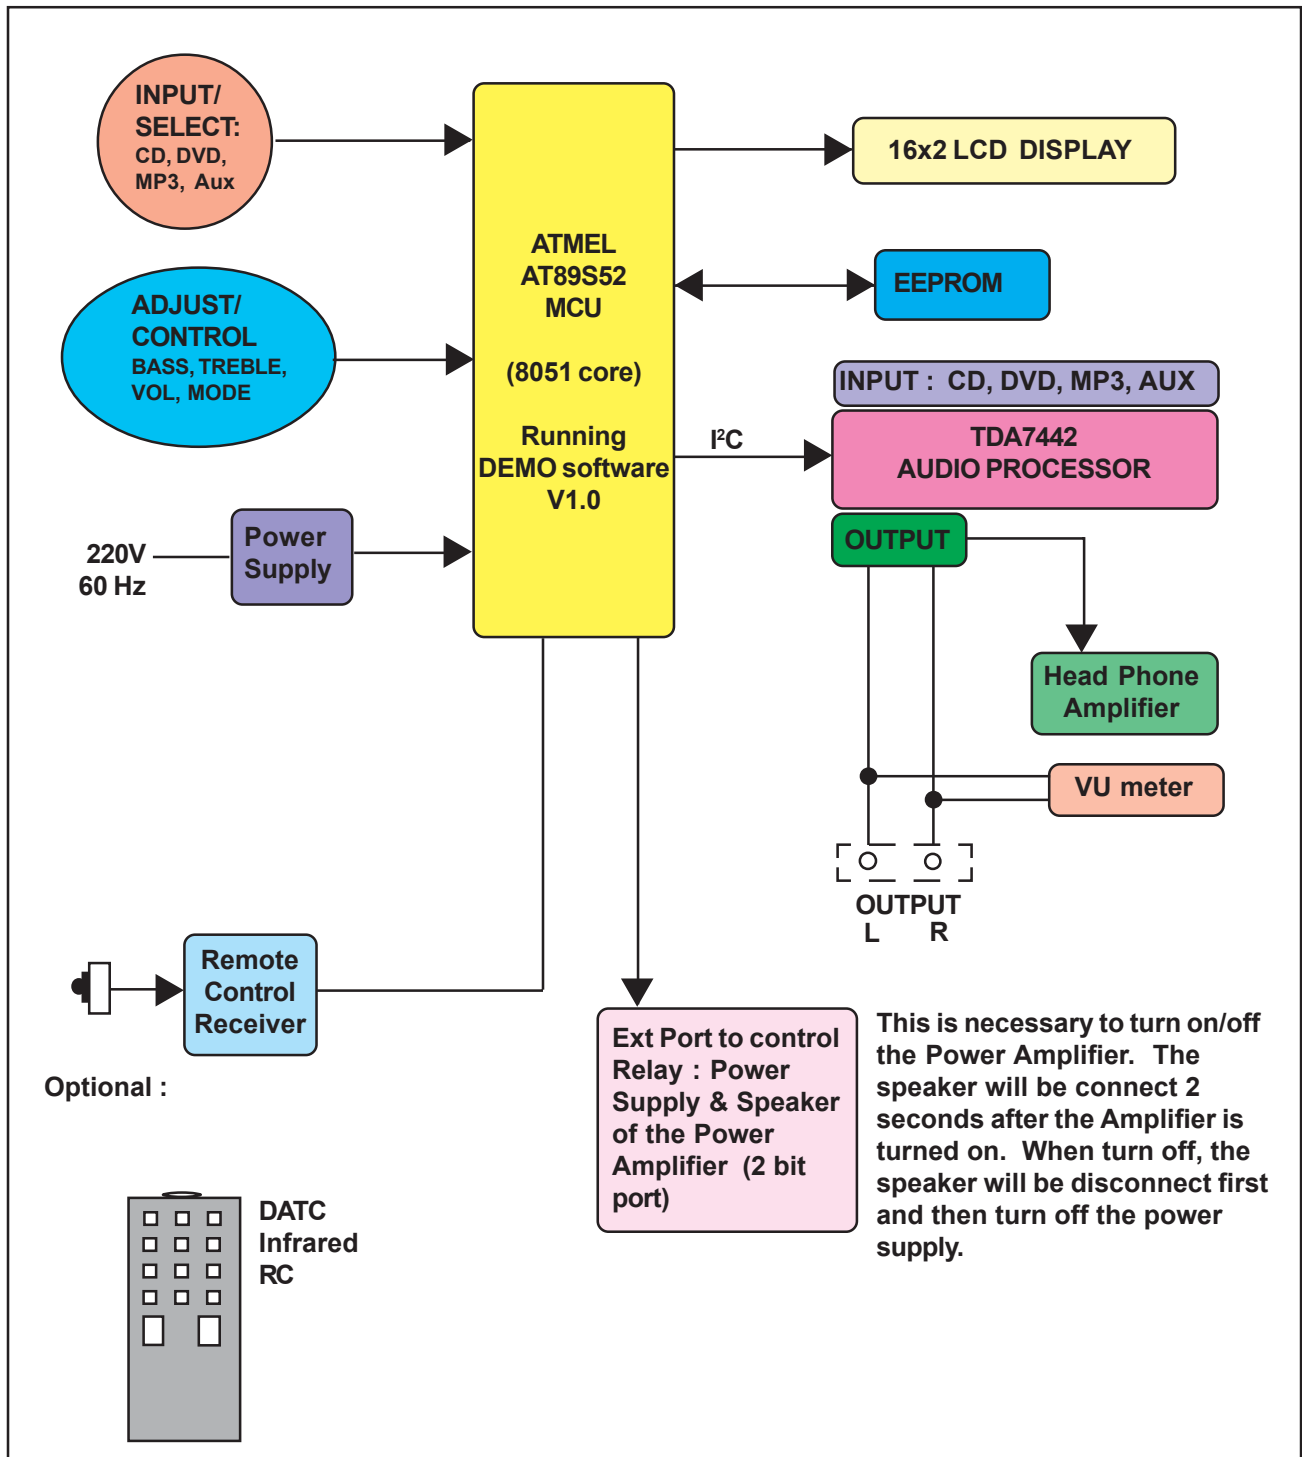 INPUT/
SELECT:
CD, DVD,
MP3, Aux
ADJUST/
CONTROL
BASS, TREBLE,
VOL, MODE
220V
60 Hz
Power
Supply
ATMEL
AT89S52
MCU
(8051 core)
Running
DEMO software
V1.0
16x2 LCD DISPLAY
EEPROM
INPUT : CD, DVD, MP3, AUX
I²C
TDA7442
AUDIO PROCESSOR
OUTPUT
Head Phone
Amplifier
VU meter
OUTPUT
L R
Remote
Control
Receiver
Optional :
Ext Port to control
Relay : Power
Supply & Speaker
of the Power
Amplifier (2 bit
port)
This is necessary to turn on/off
the Power Amplifier. The
speaker will be connect 2
seconds after the Amplifier is
turned on. When turn off, the
speaker will be disconnect first
and then turn off the power
supply.
DATC
Infrared
RC